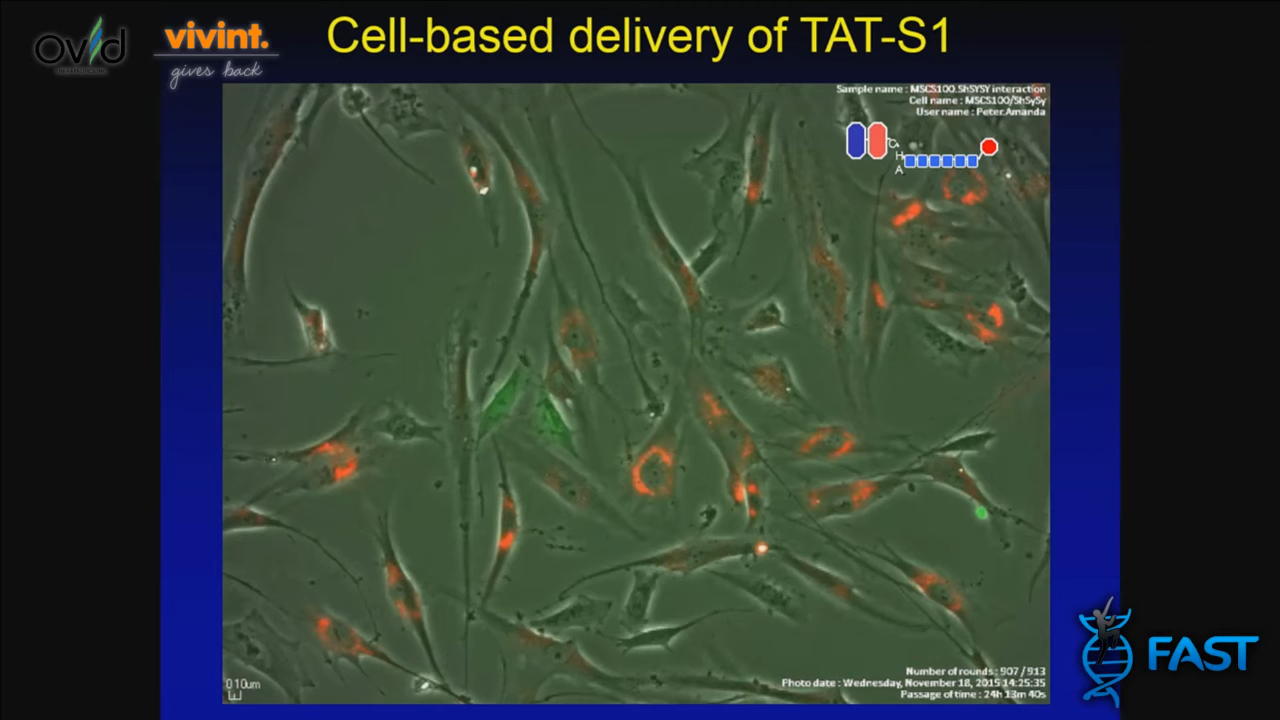 Cell-based delivery of TAT-S1
ovid
vivint.
gives back
Sample name : MSCS100.ShSYSY interaction
Cell name : MSCS100/ShSySy
User name : Peter.Amanda
C
H
A
010um
Number of rounds : 907 / 913
Photo date : Wednesday, November 18, 2015 14:25:35
Passage of time : 24h 13m 40s
FAST